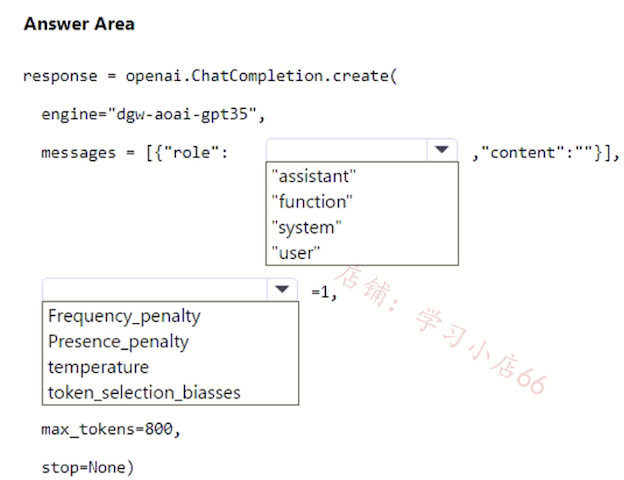 Answer Area
response = openai.ChatCompletion.create(
engine="dgw-aoai-gpt35",
messages = [{"role": ,"content":""}],
"assistant"
"function"
"system"
"user"
=1,
Frequency_penalty
Presence_penalty
temperature
token_selection_biasses
max_tokens=800,
stop=None)
店铺：学习小店66